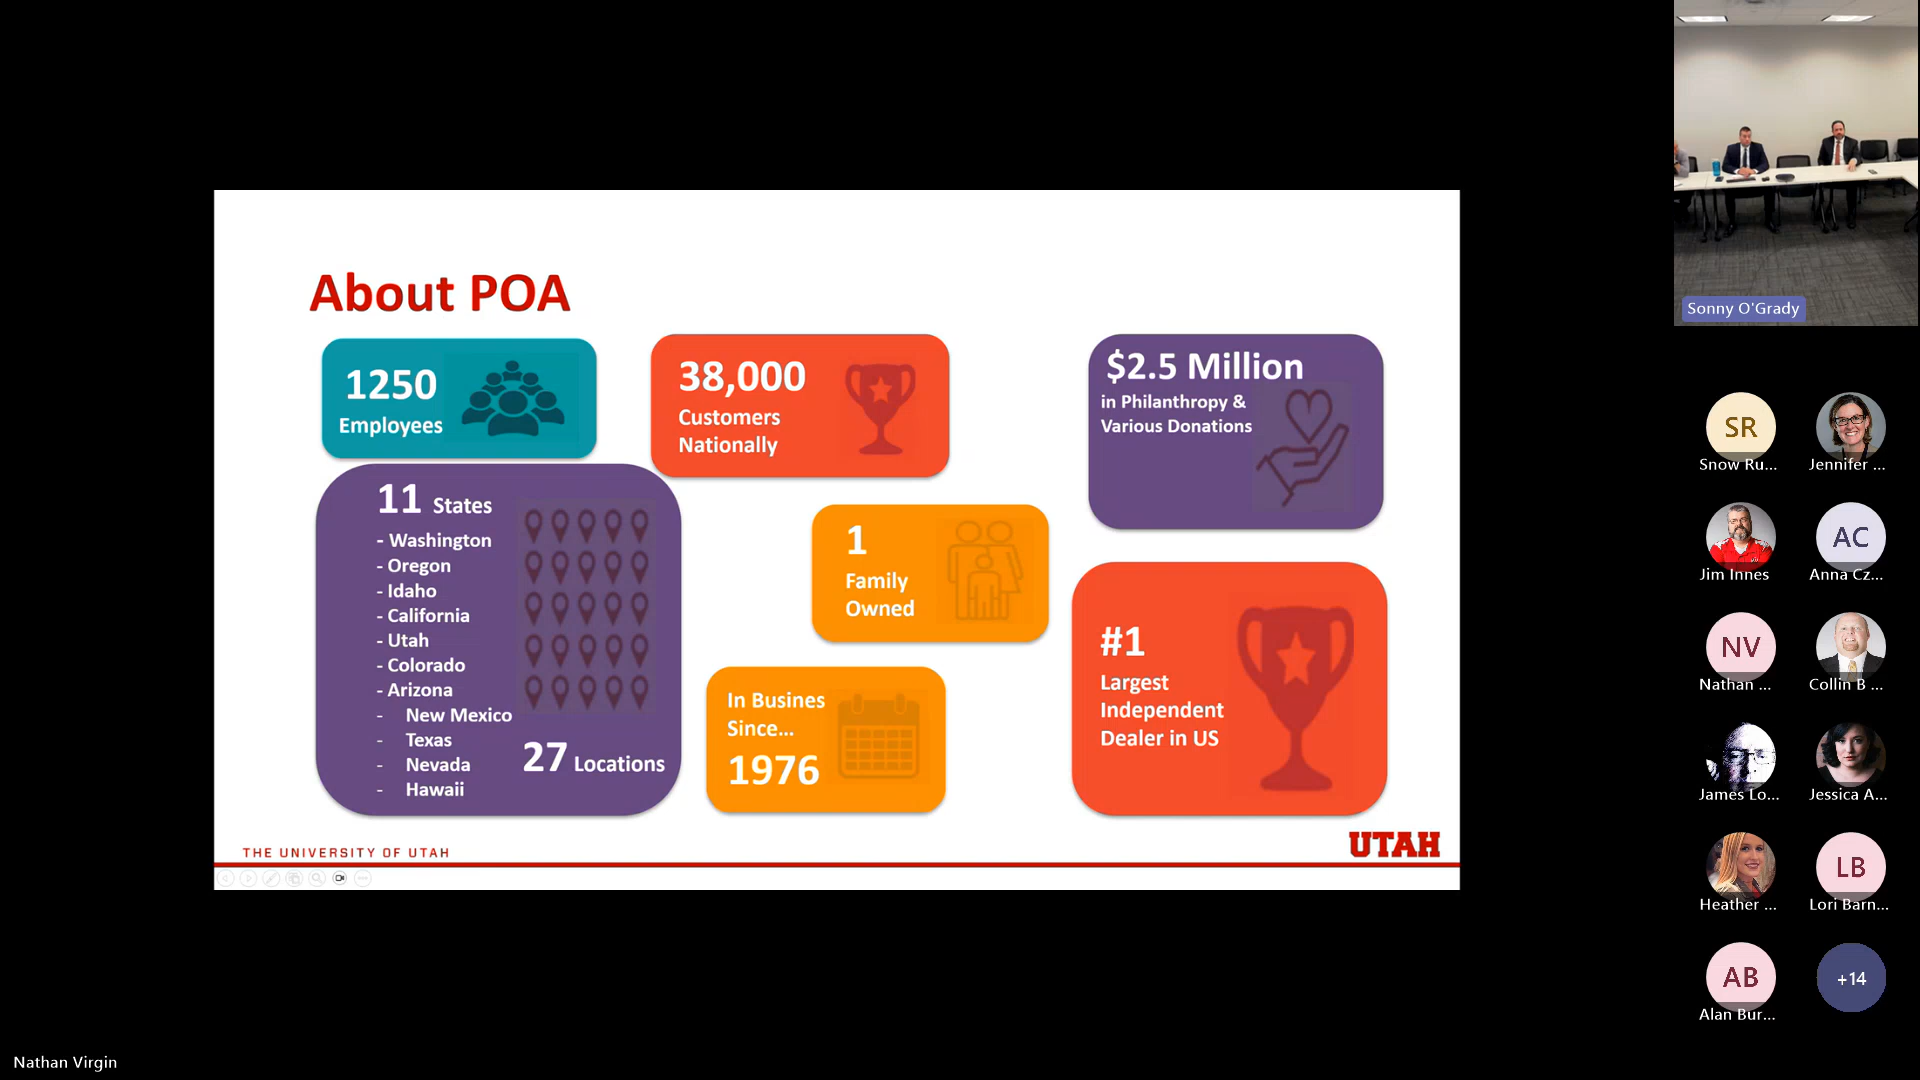 About POA
1250
Employees
38,000
Customers
Nationally
$2.5 Million
in Philanthropy &
Various Donations
11 States
- Washington
- Oregon
- Idaho
- California
- Utah
- Colorado
- Arizona
- New Mexico
- Texas
- Nevada
- Hawaii
27 Locations
1
Family
Owned
In Busines
Since...
1976
#1
Largest
Independent
Dealer in US
THE UNIVERSITY OF UTAH
UTAH
Sonny O'Grady
SR
Snow Ru...
Jennifer ...
Jim Innes
AC
Anna Cz...
NV
Nathan ...
Collin B ...
James Lo...
Jessica A...
Heather ...
LB
Lori Barn...
AB
Alan Bur...
+14
Nathan Virgin